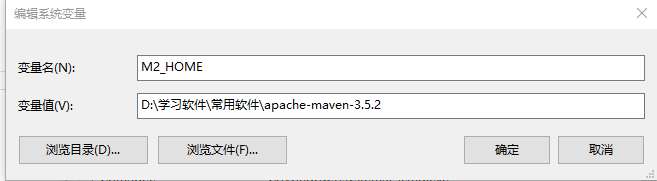 编辑系统变量
变量名(N): M2_HOME
变量值(V): D:\学习软件\常用软件\apache-maven-3.5.2
浏览目录(D)... 浏览文件(F)... 确定 取消